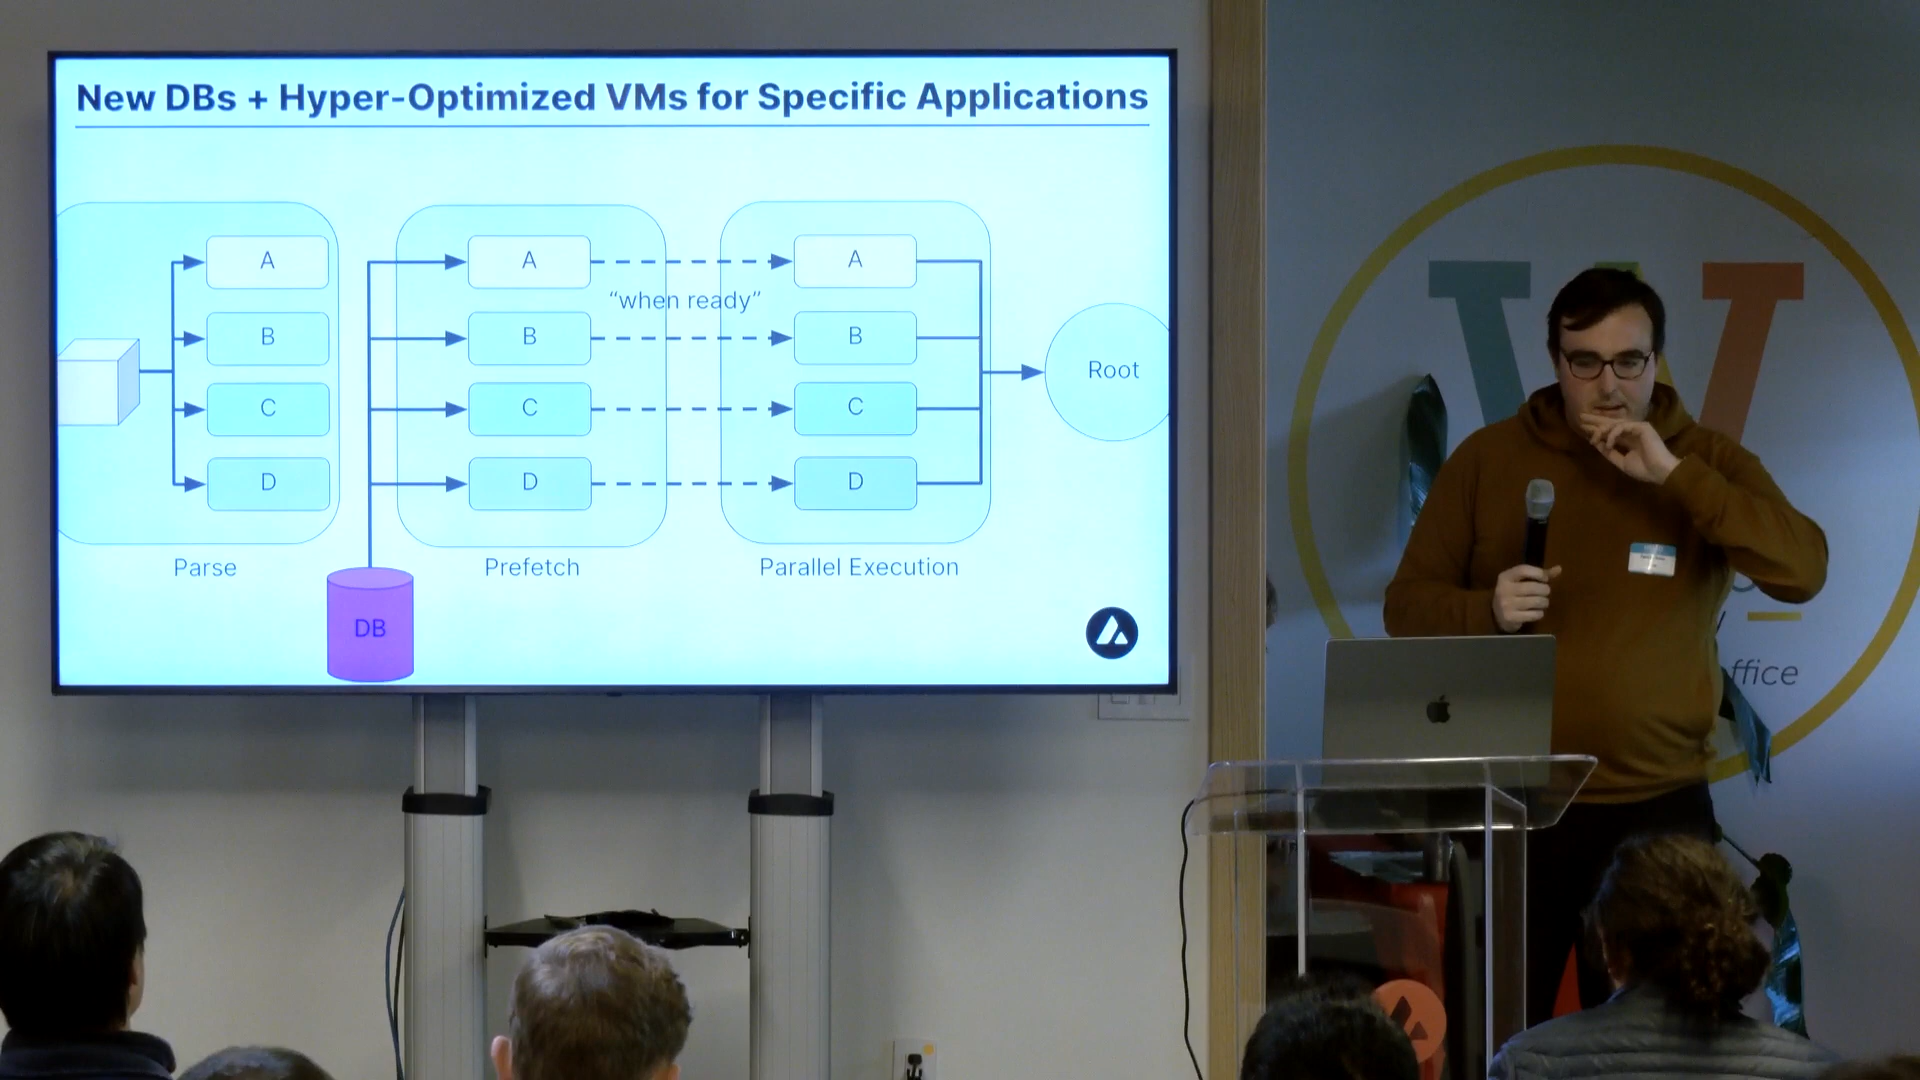 New DBs + Hyper-Optimized VMs for Specific Applications
A
B
C
D
Parse
DB
A
B
C
D
Prefetch
"when ready"
A
B
C
D
Parallel Execution
Root
W
ffice